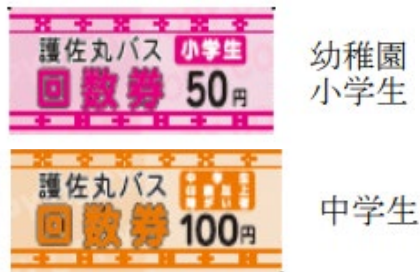 護佐丸バス 小学生
回数券 50円
幼稚園
小学生
護佐丸バス
回数券 100円
中学生